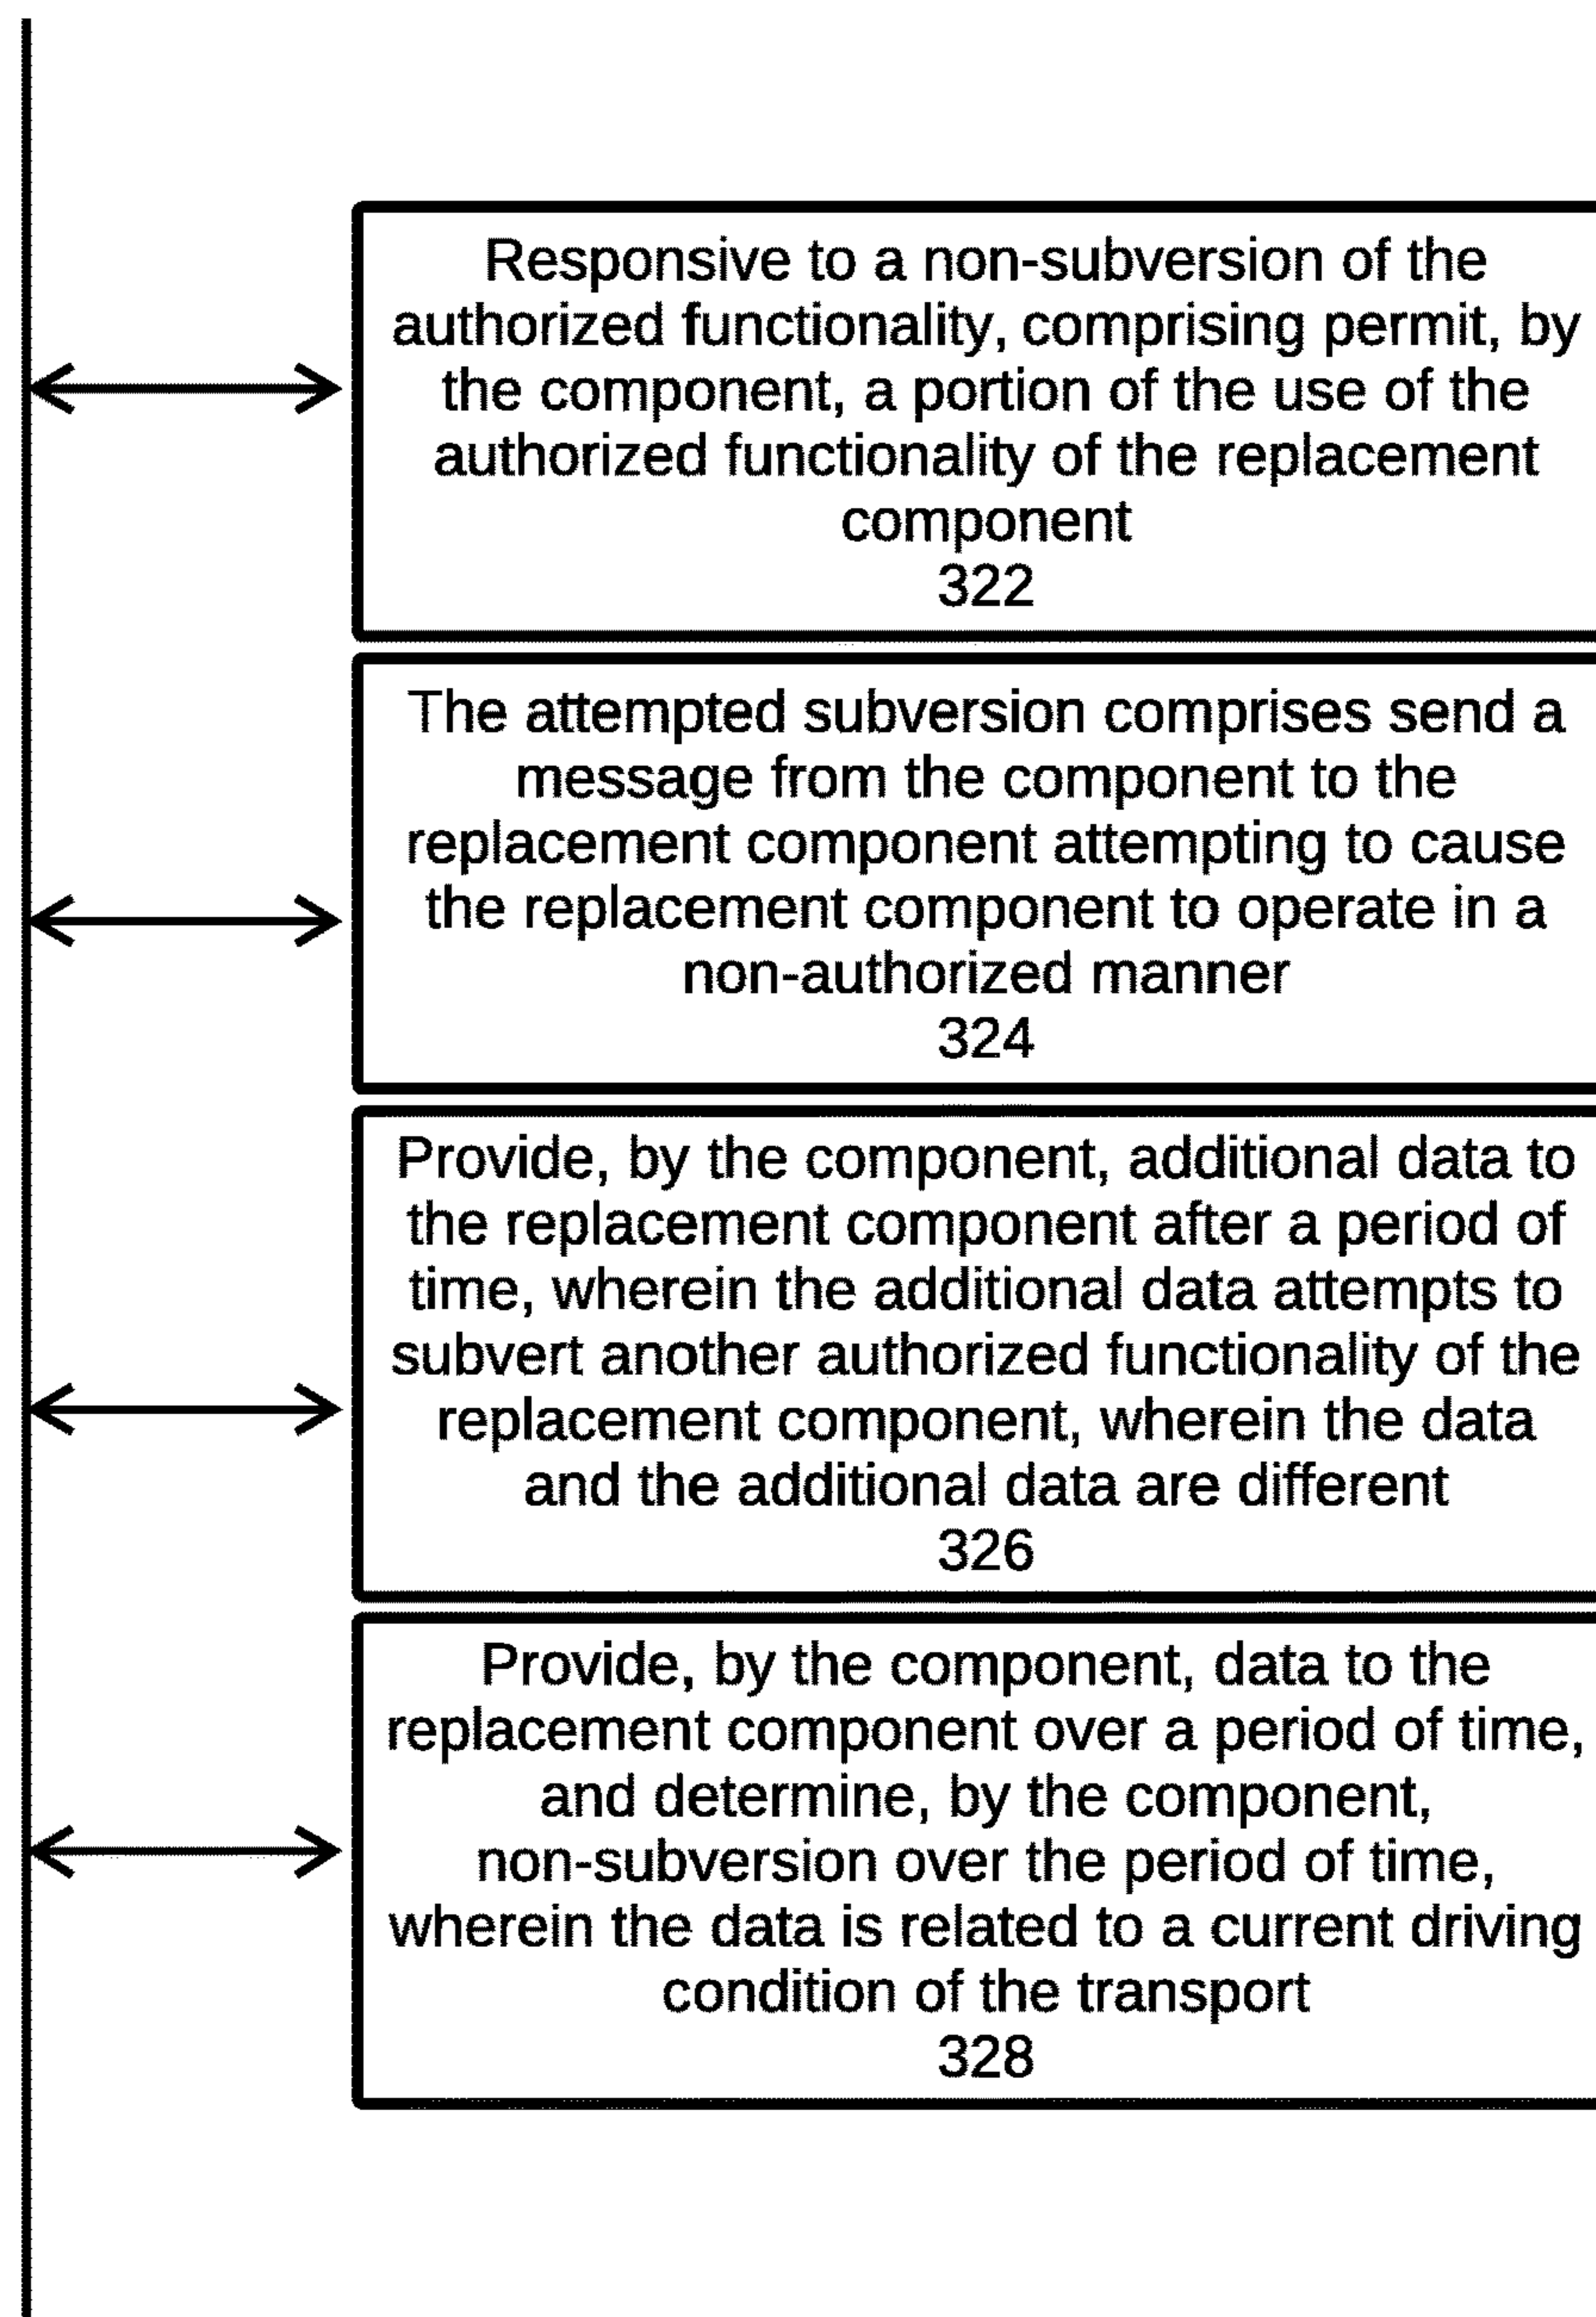 Responsive to a non-subversion of the
authorized functionality, comprising permit, by
the component, a portion of the use of the
authorized functionality of the replacement
component
322
The attempted subversion comprises send a
message from the component to the
replacement component attempting to cause
the replacement component to operate in a
non-authorized manner
324
Provide, by the component, additional data to
the replacement component after a period of
time, wherein the additional data attempts to
subvert another authorized functionality of the
replacement component, wherein the data
and the additional data are different
326
Provide, by the component, data to the
replacement component over a period of time,
and determine, by the component,
non-subversion over the period of time,
wherein the data is related to a current driving
condition of the transport
328